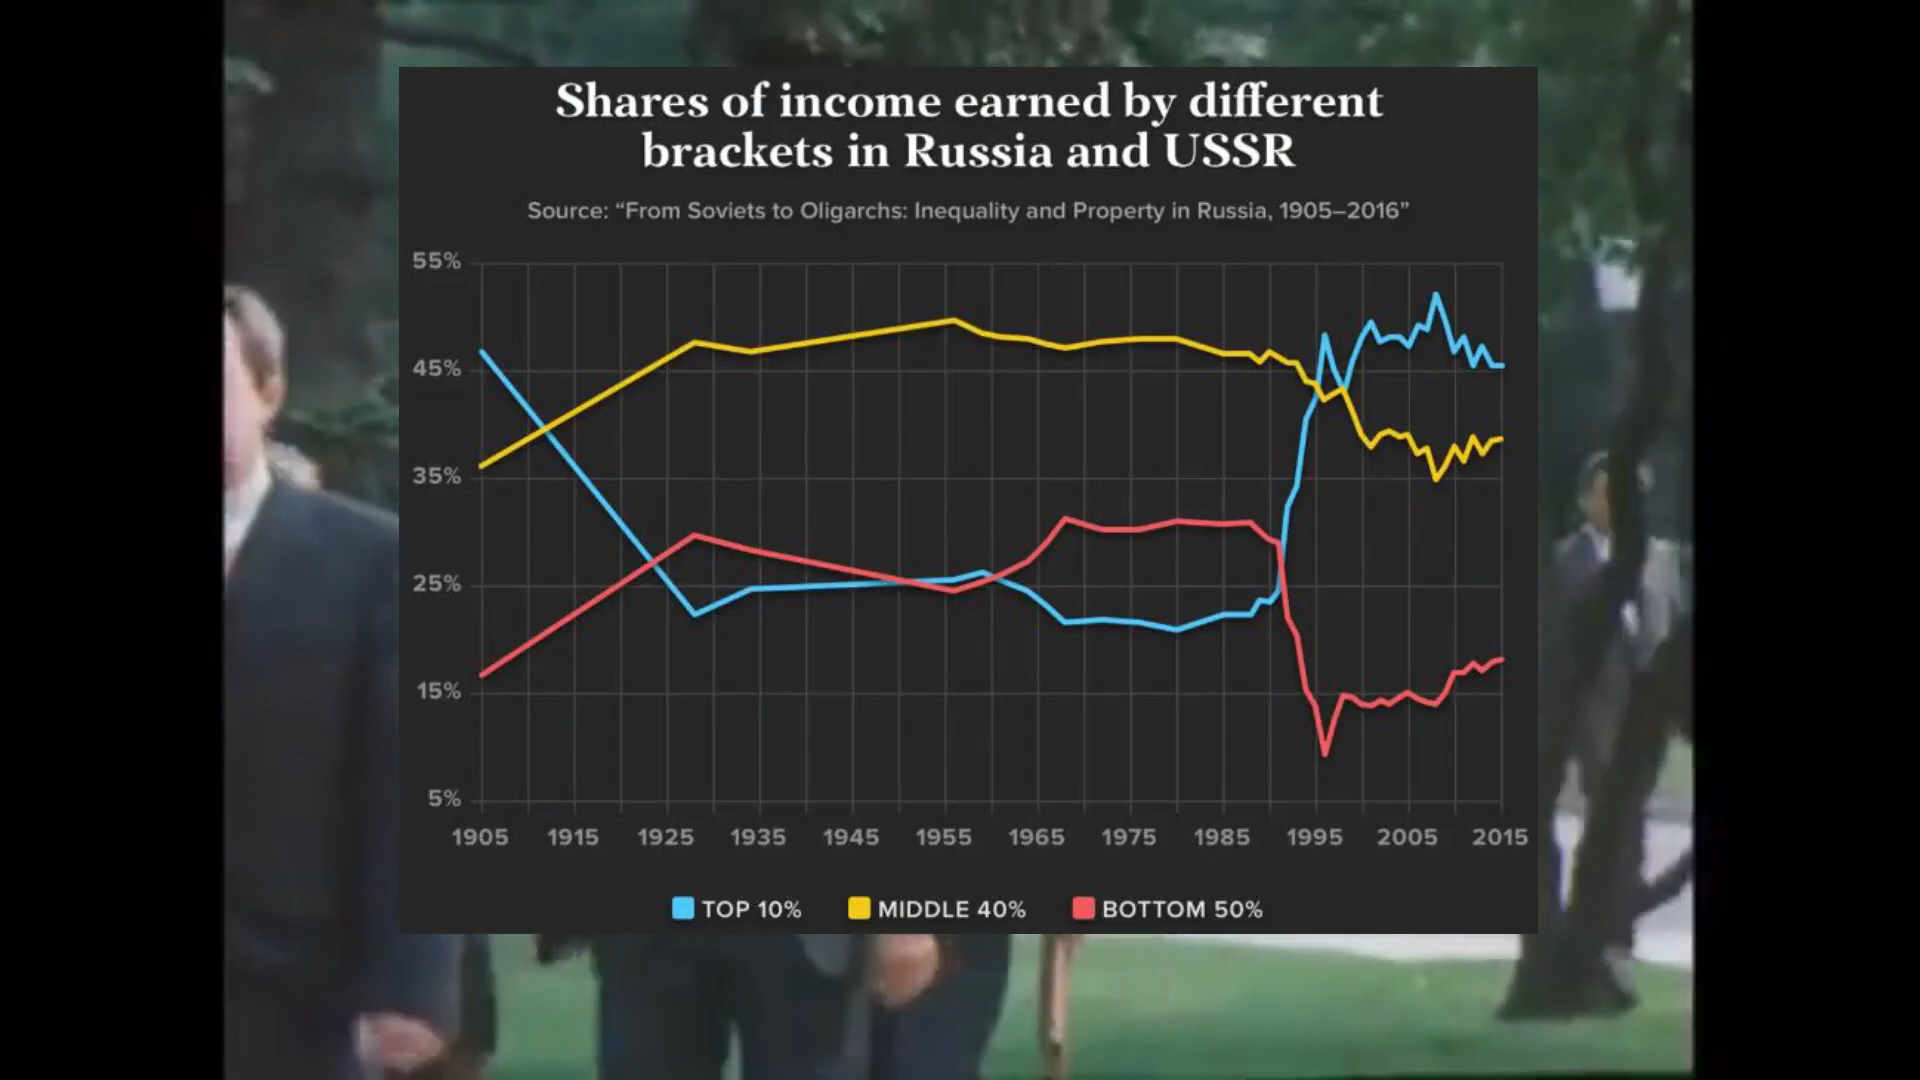 Shares of income earned by different
brackets in Russia and USSR
Source: “From Soviets to Oligarchs: Inequality and Property in Russia, 1905–2016”
55%
45%
35%
25%
15%
5%
1905 1915 1925 1935 1945 1955 1965 1975 1985 1995 2005 2015
TOP 10% MIDDLE 40% BOTTOM 50%